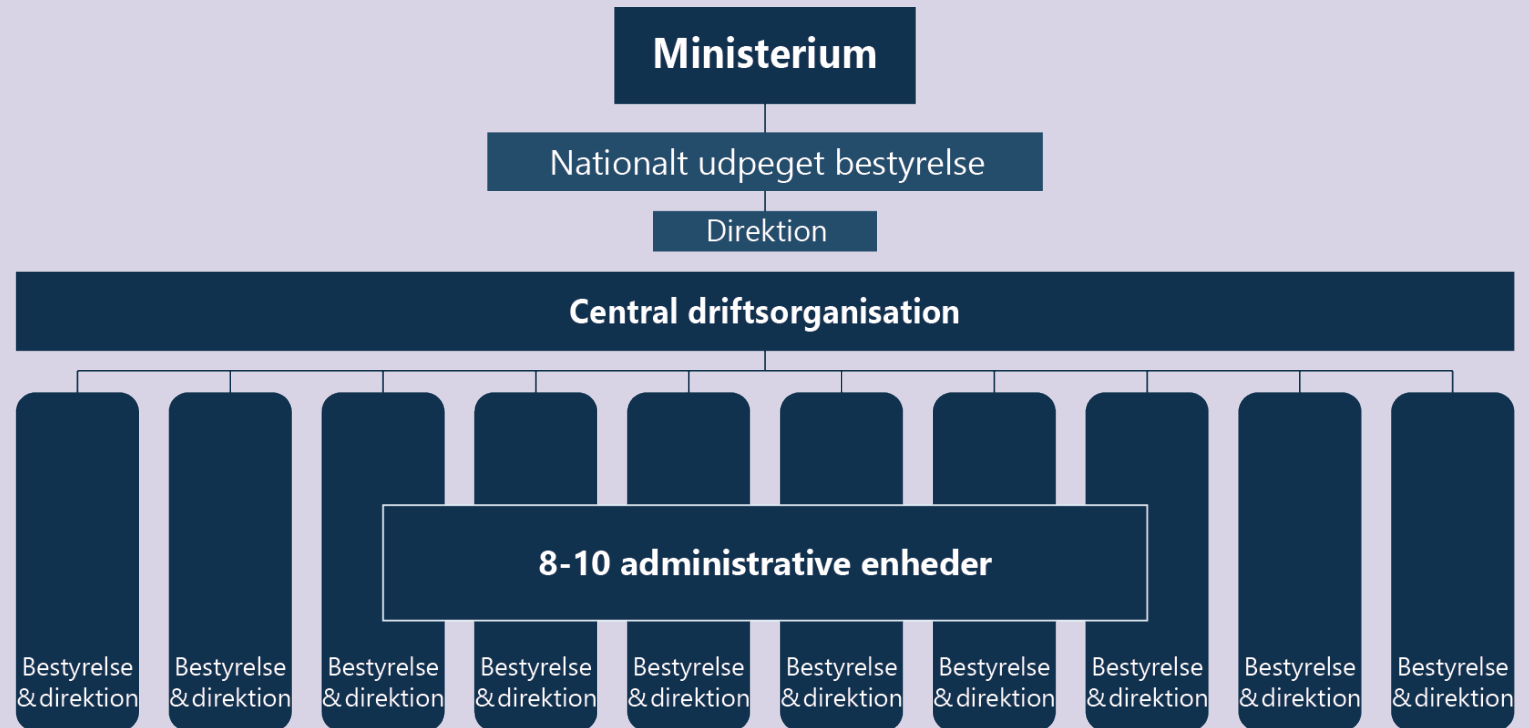 Ministerium
Nationalt udpeget bestyrelse
Direktion
Central driftsorganisation
8-10 administrative enheder
Bestyrelse
& direktion
Bestyrelse
& direktion
Bestyrelse
& direktion
Bestyrelse
& direktion
Bestyrelse
& direktion
Bestyrelse
& direktion
Bestyrelse
& direktion
Bestyrelse
& direktion
Bestyrelse
& direktion
Bestyrelse
& direktion